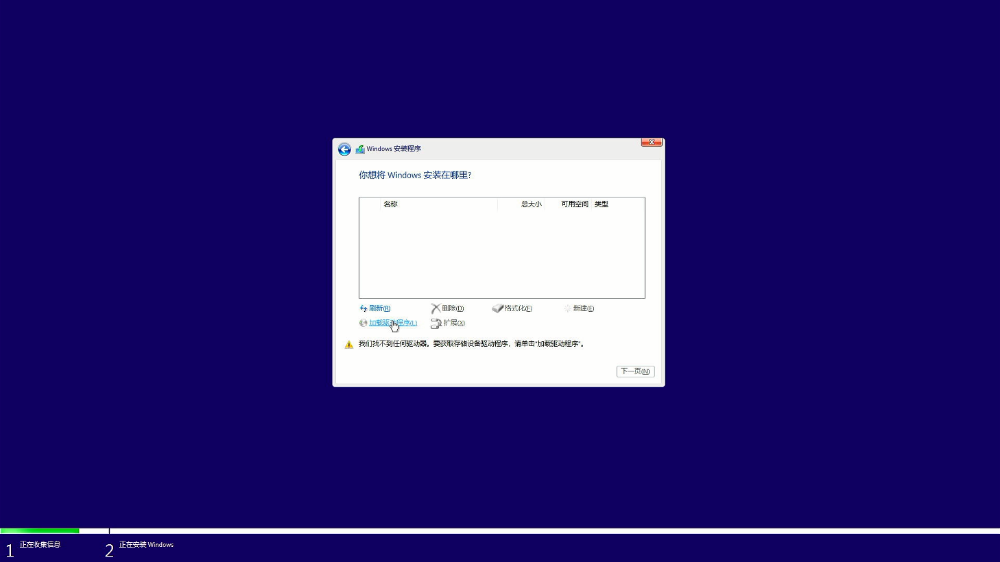 Windows 安装程序
你想将 Windows 安装在哪里?
名称 总大小 可用空间 类型
刷新(R) 删除(D) 格式化(F) 新建(E)
加载驱动程序(L) 扩展(X)
我们找不到任何驱动器。要获取存储设备驱动程序，请单击“加载驱动程序”。
下一页(N)
1 正在收集信息 2 正在安装 Windows